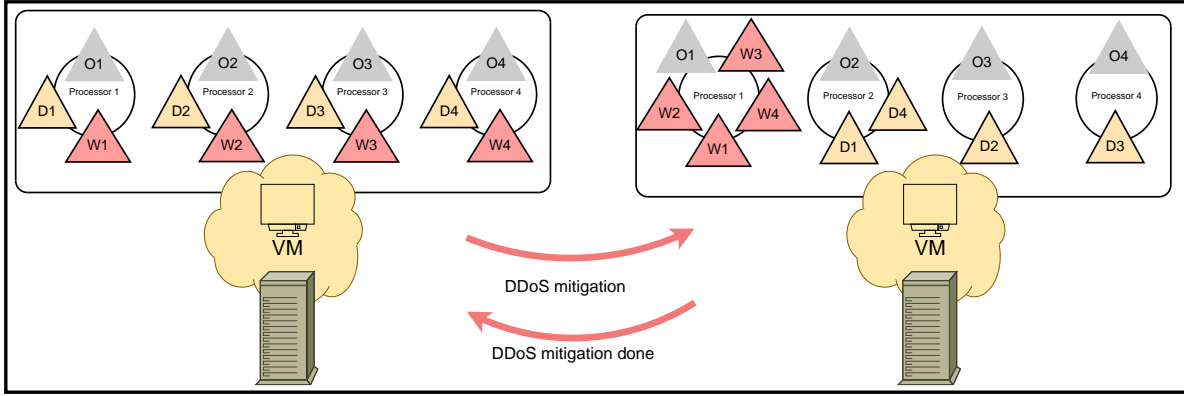 O1
Processor 1
D1
W1
O2
Processor 2
D2
W2
O3
Processor 3
D3
W3
O4
Processor 4
D4
W4
VM
DDoS mitigation
DDoS mitigation done
O1
W3
Processor 1
W2
W4
W1
O2
Processor 2
D4
D1
O3
Processor 3
D2
O4
Processor 4
D3
VM